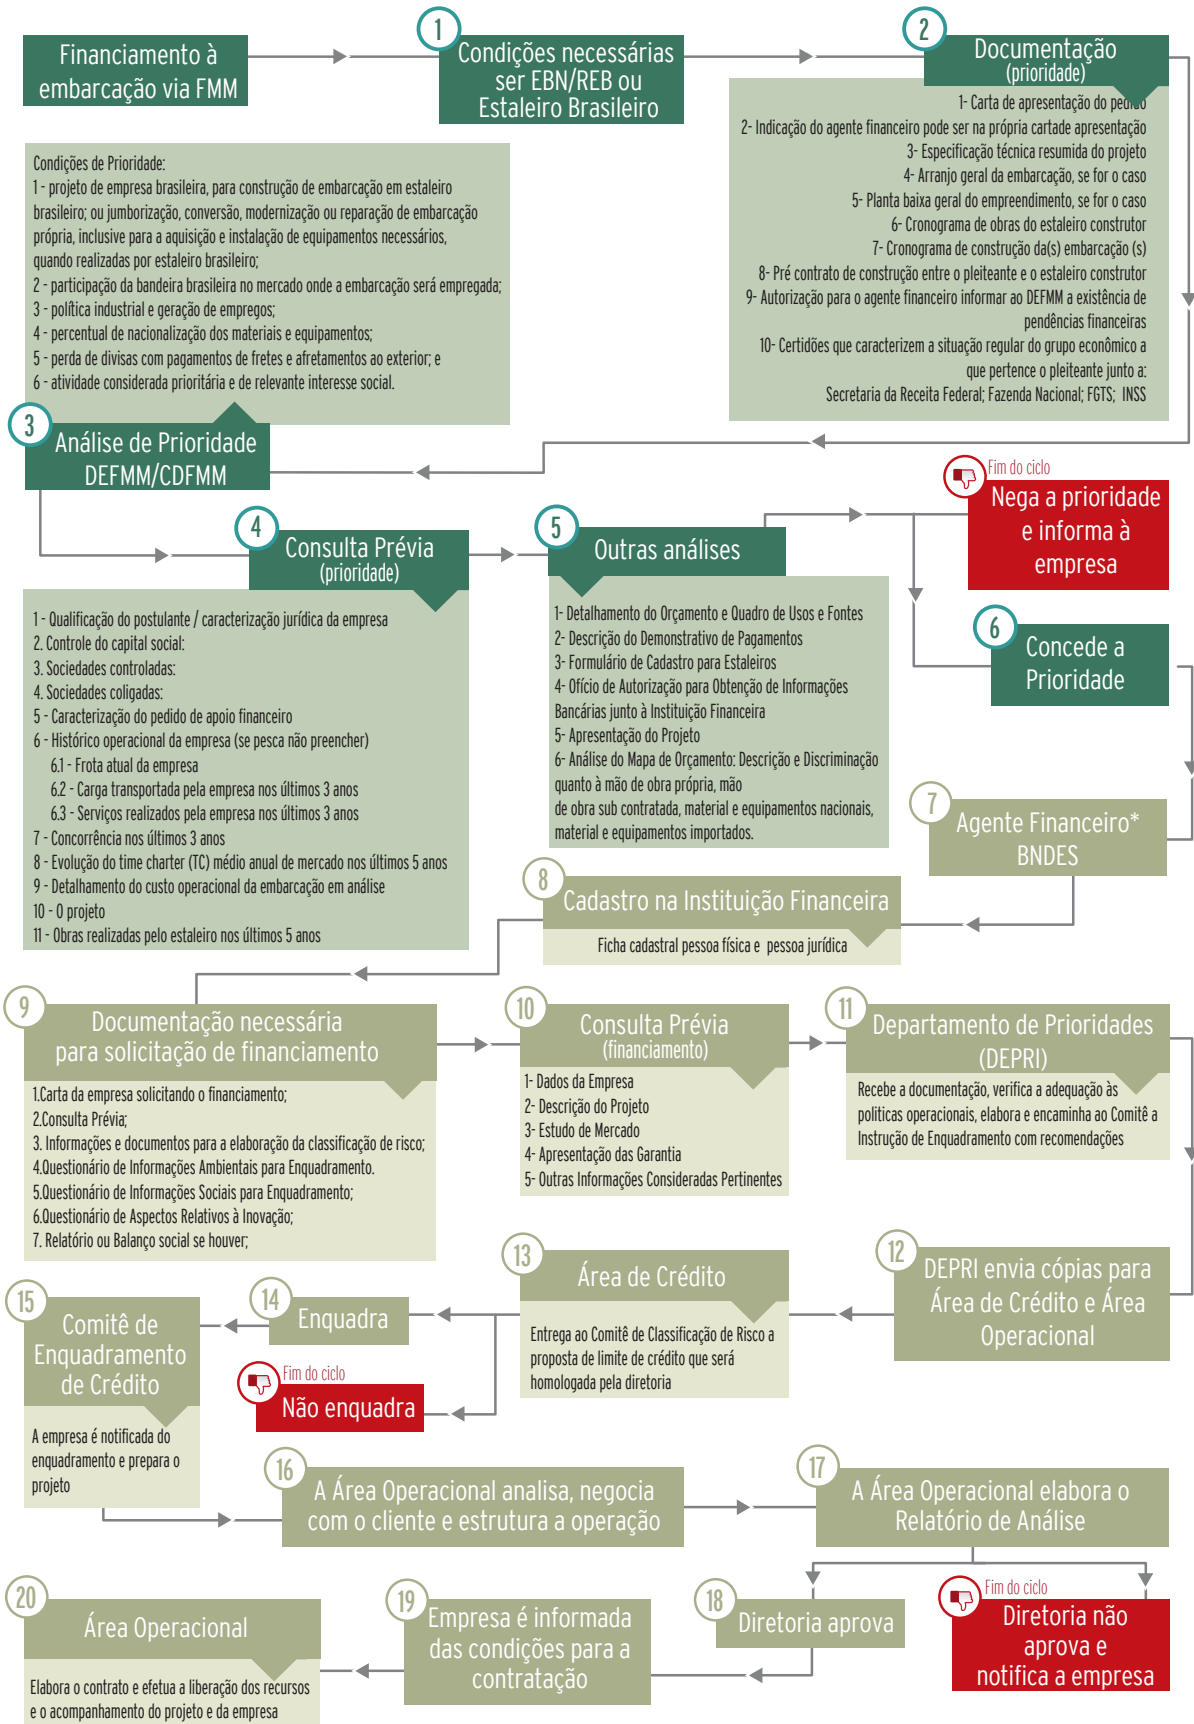 Financiamento à
embarcação via FMM
1
Condições necessárias
ser EBN/REB ou
Estaleiro Brasileiro
2
Documentação
(prioridade)
1- Carta de apresentação do pedido
2- Indicação do agente financeiro pode ser na própria cartade apresentação
3- Especificação técnica resumida do projeto
4- Arranjo geral da embarcação, se for o caso
5- Planta baixa geral do empreendimento, se for o caso
6- Cronograma de obras do estaleiro construtor
7- Cronograma de construção da(s) embarcação (s)
8- Pré contrato de construção entre o pleiteante e o estaleiro construtor
9- Autorização para o agente financeiro informar ao DEFMM a existência de
pendências financeiras
10- Certidões que caracterizem a situação regular do grupo econômico a
que pertence o pleiteante junto a:
Secretaria da Receita Federal; Fazenda Nacional; FGTS; INSS
Condições de Prioridade:
1 - projeto de empresa brasileira, para construção de embarcação em estaleiro
brasileiro; ou jumborização, conversão, modernização ou reparação de embarcação
própria, inclusive para a aquisição e instalação de equipamentos necessários,
quando realizadas por estaleiro brasileiro;
2 - participação da bandeira brasileira no mercado onde a embarcação será empregada;
3 - política industrial e geração de empregos;
4 - percentual de nacionalização dos materiais e equipamentos;
5 - perda de divisas com pagamentos de fretes e afretamentos ao exterior; e
6 - atividade considerada prioritária e de relevante interesse social.
3
Análise de Prioridade
DEFMM/CDFMM
4
Consulta Prévia
(prioridade)
1 - Qualificação do postulante / caracterização jurídica da empresa
2. Controle do capital social:
3. Sociedades controladas:
4. Sociedades coligadas:
5 - Caracterização do pedido de apoio financeiro
6 - Histórico operacional da empresa (se pesca não preencher)
6.1 - Frota atual da empresa
6.2 - Carga transportada pela empresa nos últimos 3 anos
6.3 - Serviços realizados pela empresa nos últimos 3 anos
7 - Concorrência nos últimos 3 anos
8 - Evolução do time charter (TC) médio anual de mercado nos últimos 5 anos
9 - Detalhamento do custo operacional da embarcação em análise
10 - O projeto
11 - Obras realizadas pelo estaleiro nos últimos 5 anos
5
Outras análises
1- Detalhamento do Orçamento e Quadro de Usos e Fontes
2- Descrição do Demonstrativo de Pagamentos
3- Formulário de Cadastro para Estaleiros
4- Ofício de Autorização para Obtenção de Informações
Bancárias junto à Instituição Financeira
5- Apresentação do Projeto
6- Análise do Mapa de Orçamento: Descrição e Discriminação
quanto à mão de obra própria, mão
de obra sub contratada, material e equipamentos nacionais,
material e equipamentos importados.
Fim do ciclo
Nega a prioridade
e informa à
empresa
6
Concede a
Prioridade
7
Agente Financeiro*
BNDES
8
Cadastro na Instituição Financeira
Ficha cadastral pessoa física e pessoa jurídica
9
Documentação necessária
para solicitação de financiamento
1.Carta da empresa solicitando o financiamento;
2.Consulta Prévia;
3. Informações e documentos para a elaboração da classificação de risco;
4.Questionário de Informações Ambientais para Enquadramento.
5.Questionário de Informações Sociais para Enquadramento;
6.Questionário de Aspectos Relativos à Inovação;
7. Relatório ou Balanço social se houver;
10
Consulta Prévia
(financiamento)
1- Dados da Empresa
2- Descrição do Projeto
3- Estudo de Mercado
4- Apresentação das Garantia
5- Outras Informações Consideradas Pertinentes
11
Departamento de Prioridades
(DEPRI)
Recebe a documentação, verifica a adequação às
politicas operacionais, elabora e encaminha ao Comitê a
Instrução de Enquadramento com recomendações
12
DEPRI envia cópias para
Área de Crédito e Área
Operacional
13
Área de Crédito
Entrega ao Comitê de Classificação de Risco a
proposta de limite de crédito que será
homologada pela diretoria
14
Enquadra
Fim do ciclo
Não enquadra
15
Comitê de
Enquadramento
de Crédito
A empresa é notificada do
enquadramento e prepara o
projeto
16
A Área Operacional analisa, negocia
com o cliente e estrutura a operação
17
A Área Operacional elabora o
Relatório de Análise
Fim do ciclo
Diretoria não
aprova e
notifica a empresa
18
Diretoria aprova
19
Empresa é informada
das condições para a
contratação
20
Área Operacional
Elabora o contrato e efetua a liberação dos recursos
e o acompanhamento do projeto e da empresa